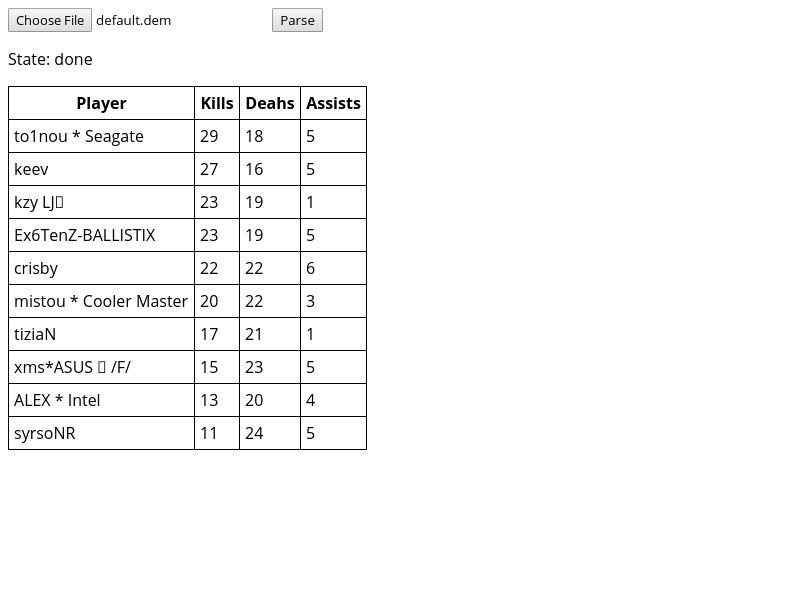 Choose File default.dem Parse
State: done
Player Kills Deahs Assists
to1nou * Seagate 29 18 5
keev 27 16 5
kzy LJ 23 19 1
Ex6TenZ-BALLISTIX 23 19 5
crisby 22 22 6
mistou * Cooler Master 20 22 3
tiziaN 17 21 1
xms*ASUS /F/ 15 23 5
ALEX * Intel 13 20 4
syrsoNR 11 24 5